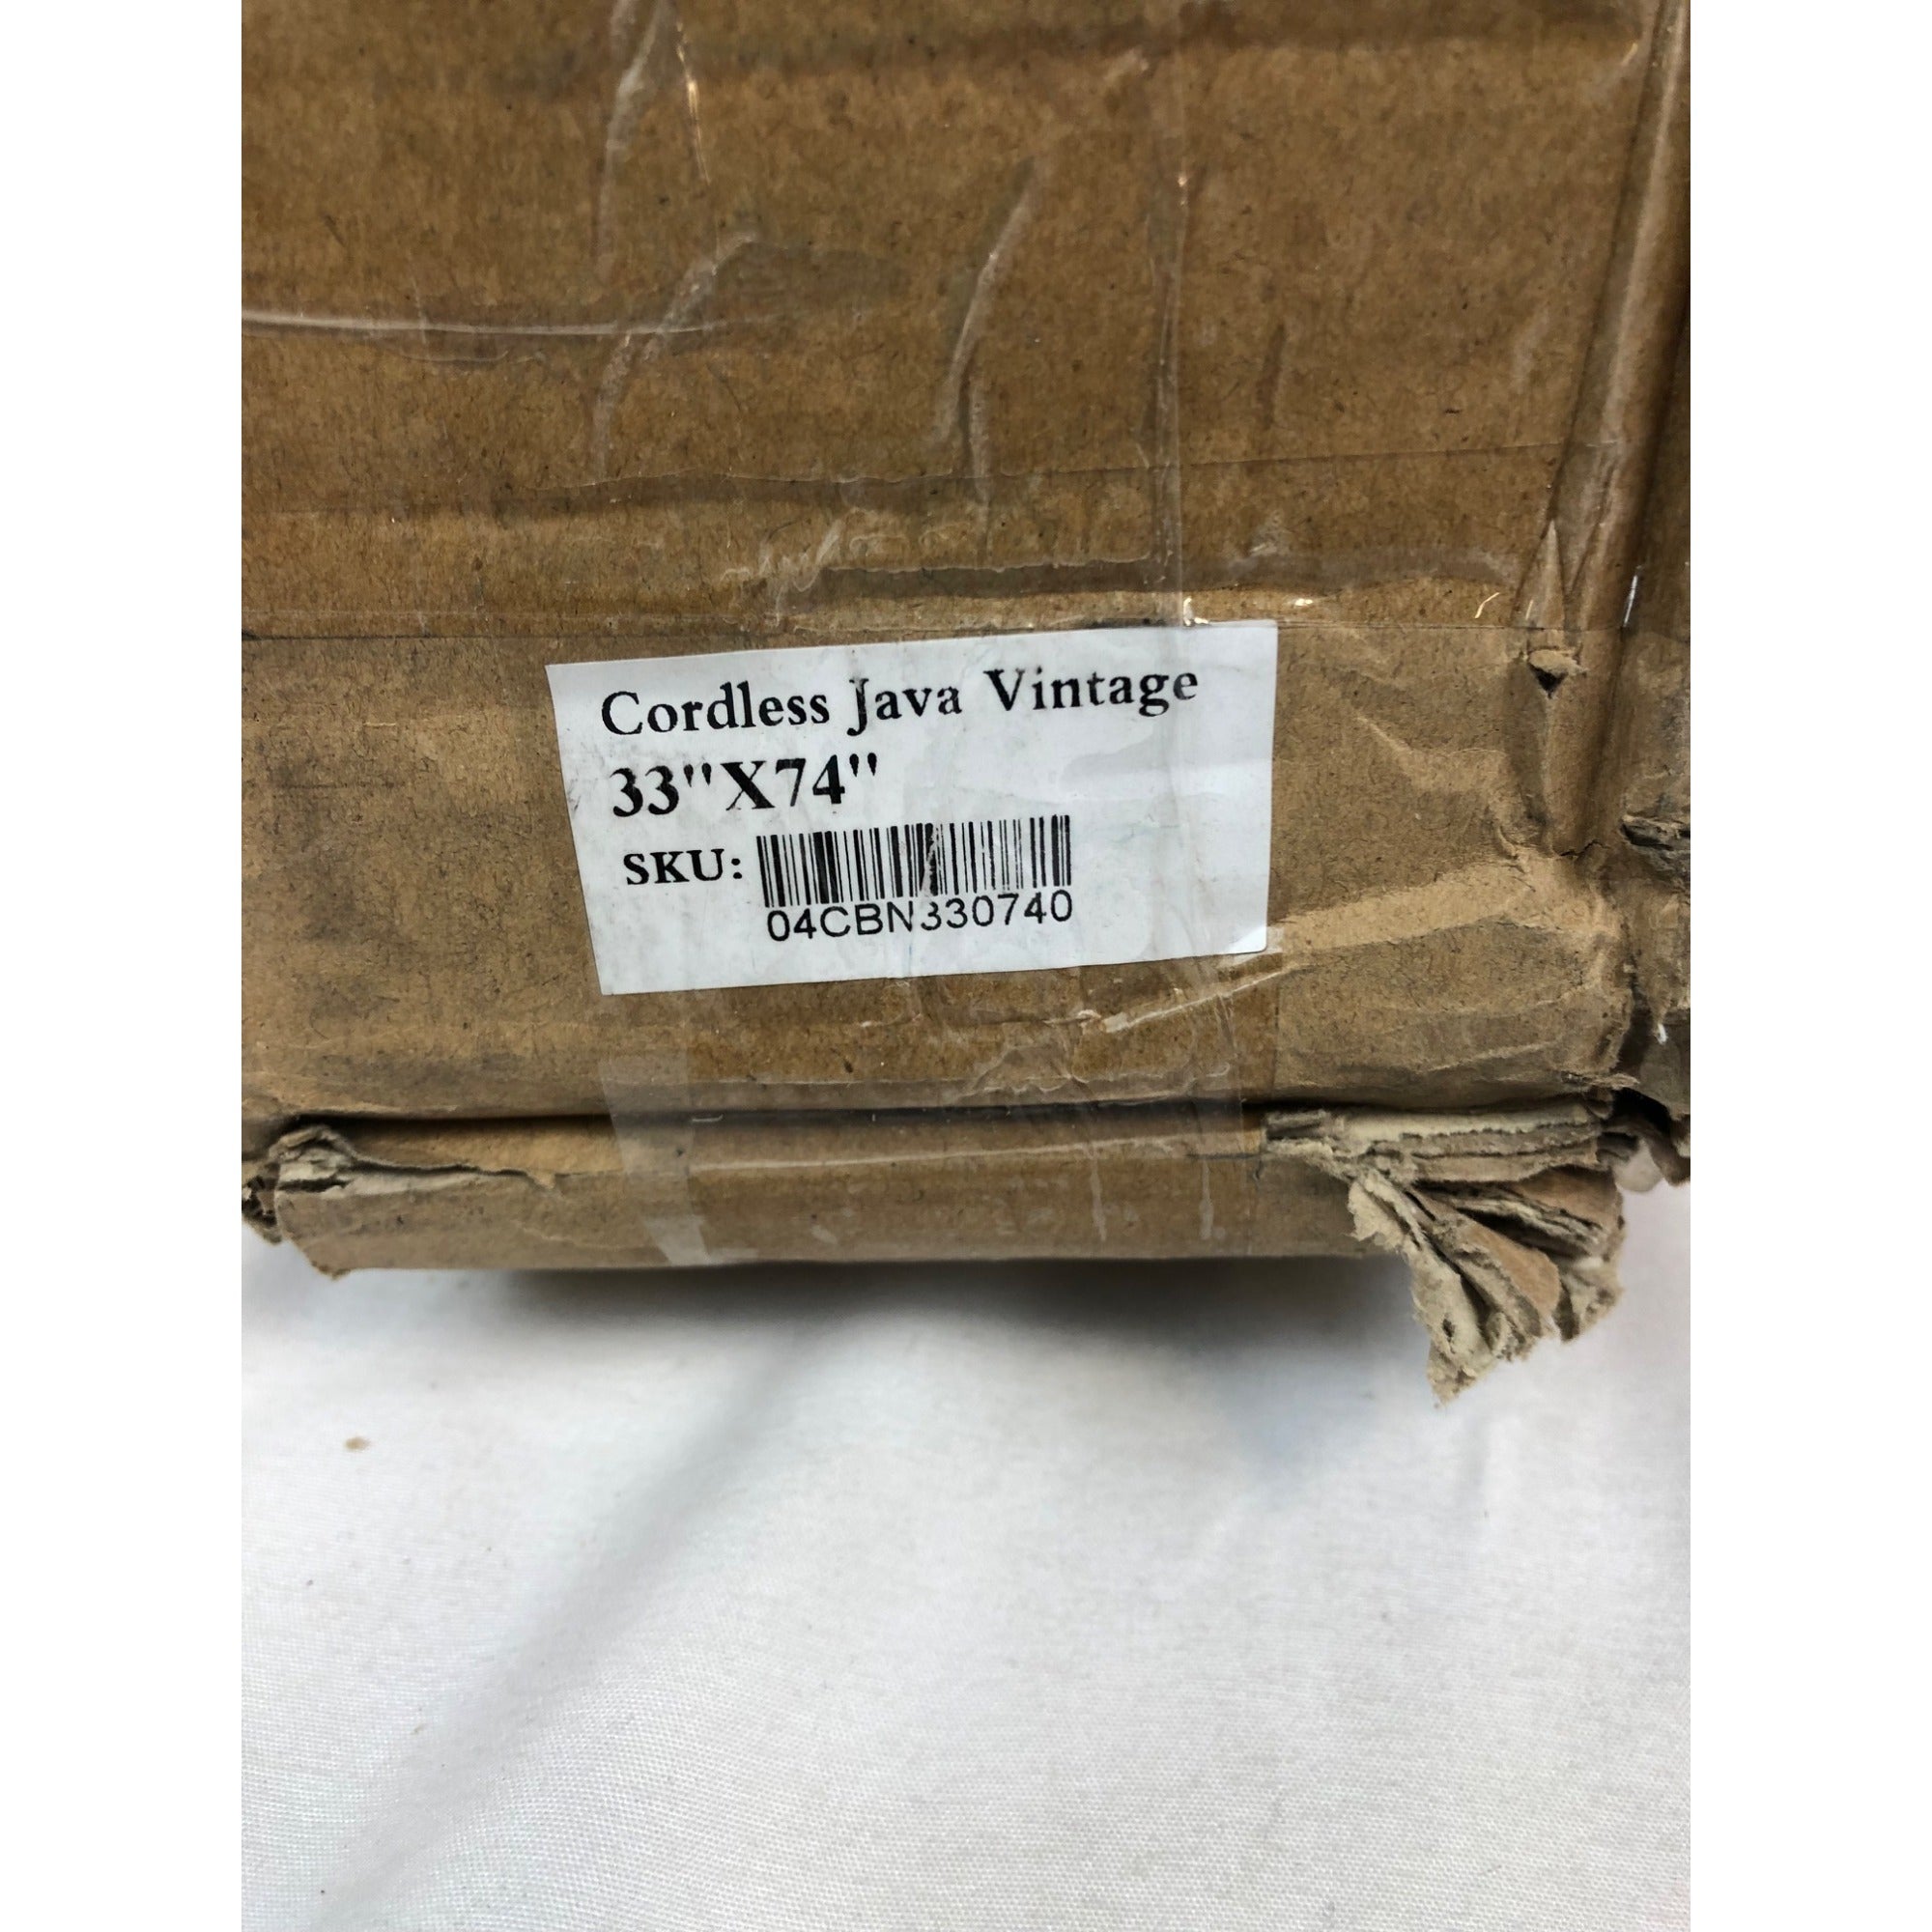 Cordless Java Vintage
33"X74"
SKU:
04CBN330740